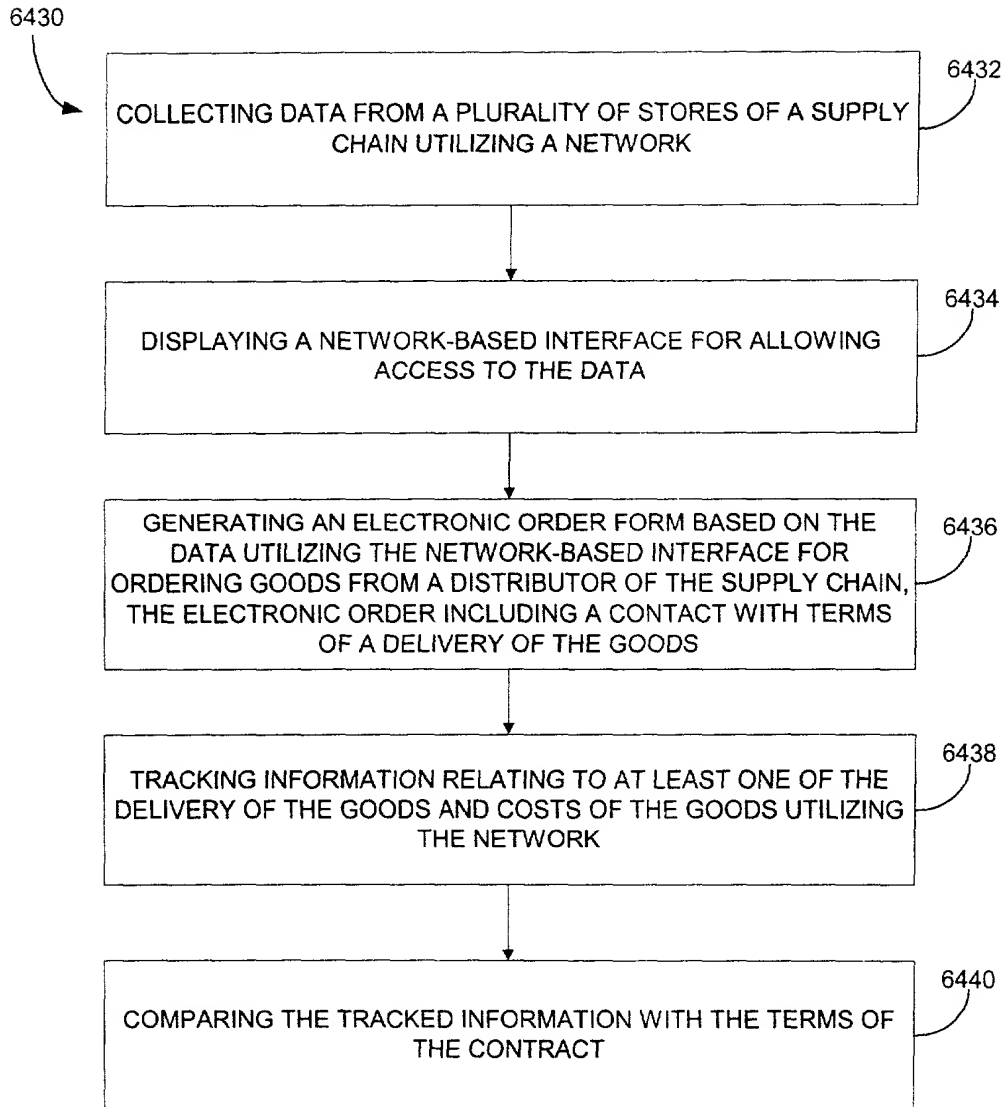 6430
6432
COLLECTING DATA FROM A PLURALITY OF STORES OF A SUPPLY
CHAIN UTILIZING A NETWORK
6434
DISPLAYING A NETWORK-BASED INTERFACE FOR ALLOWING
ACCESS TO THE DATA
6436
GENERATING AN ELECTRONIC ORDER FORM BASED ON THE
DATA UTILIZING THE NETWORK-BASED INTERFACE FOR
ORDERING GOODS FROM A DISTRIBUTOR OF THE SUPPLY CHAIN,
THE ELECTRONIC ORDER INCLUDING A CONTACT WITH TERMS
OF A DELIVERY OF THE GOODS
6438
TRACKING INFORMATION RELATING TO AT LEAST ONE OF THE
DELIVERY OF THE GOODS AND COSTS OF THE GOODS UTILIZING
THE NETWORK
6440
COMPARING THE TRACKED INFORMATION WITH THE TERMS OF
THE CONTRACT